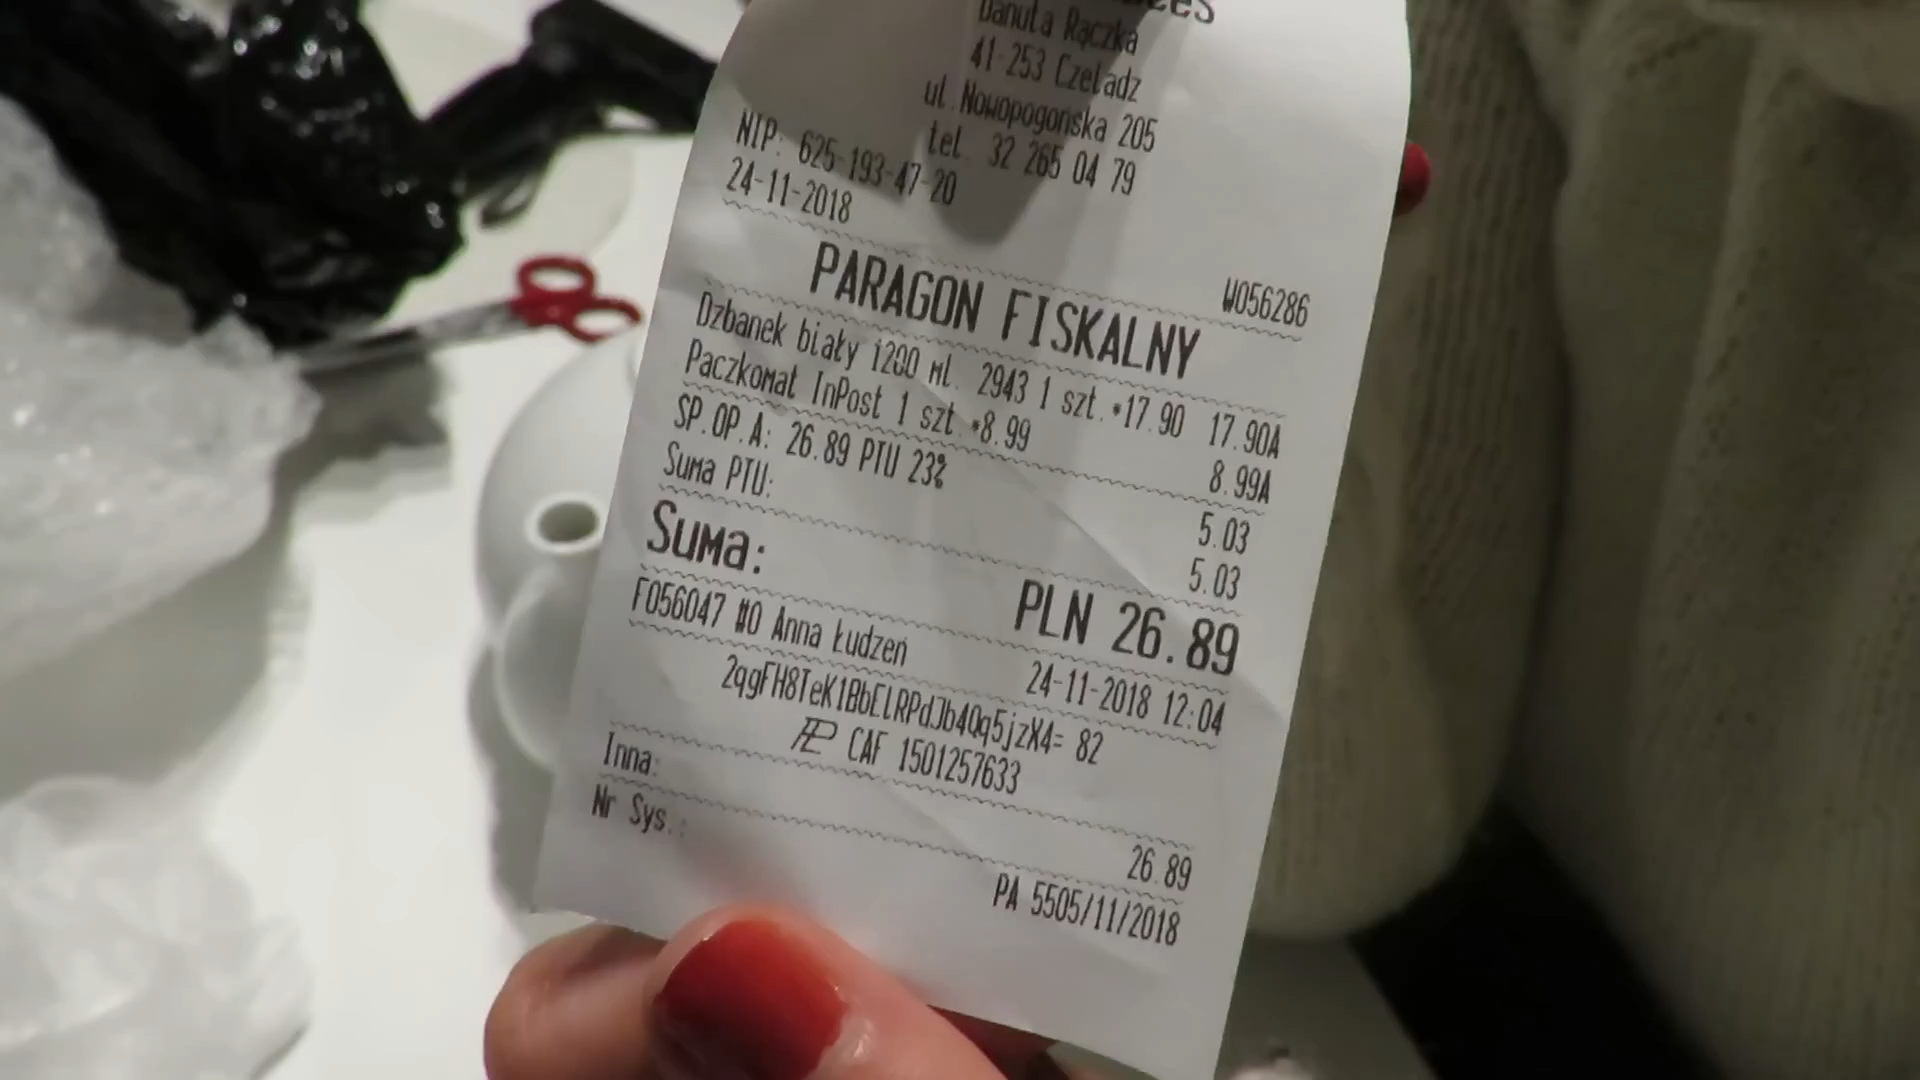 Danuta Rączka
41-253 Czeladz
ul. Nowopogońska 205
tel. 32 265 04 79
NIP: 625-193-47-20
24-11-2018 W056286
PARAGON FISKALNY
Dzbanek biały 1200 ml. 2943 1 szt.*17.90 17.90A
Paczkomat InPost 1 szt.*8.99 8.99A
SP.OP.A: 26.89 PTU 23% 5.03
Suma PTU: 5.03
Suma: PLN 26.89
F056047 #0 Anna Łudzeń 24-11-2018 12:04
2qgFH8TeK1BbELRPdJb4Qq5jzX4= 82
CAF 1501257633
Inna: 26.89
Nr Sys.: PA 5505/11/2018